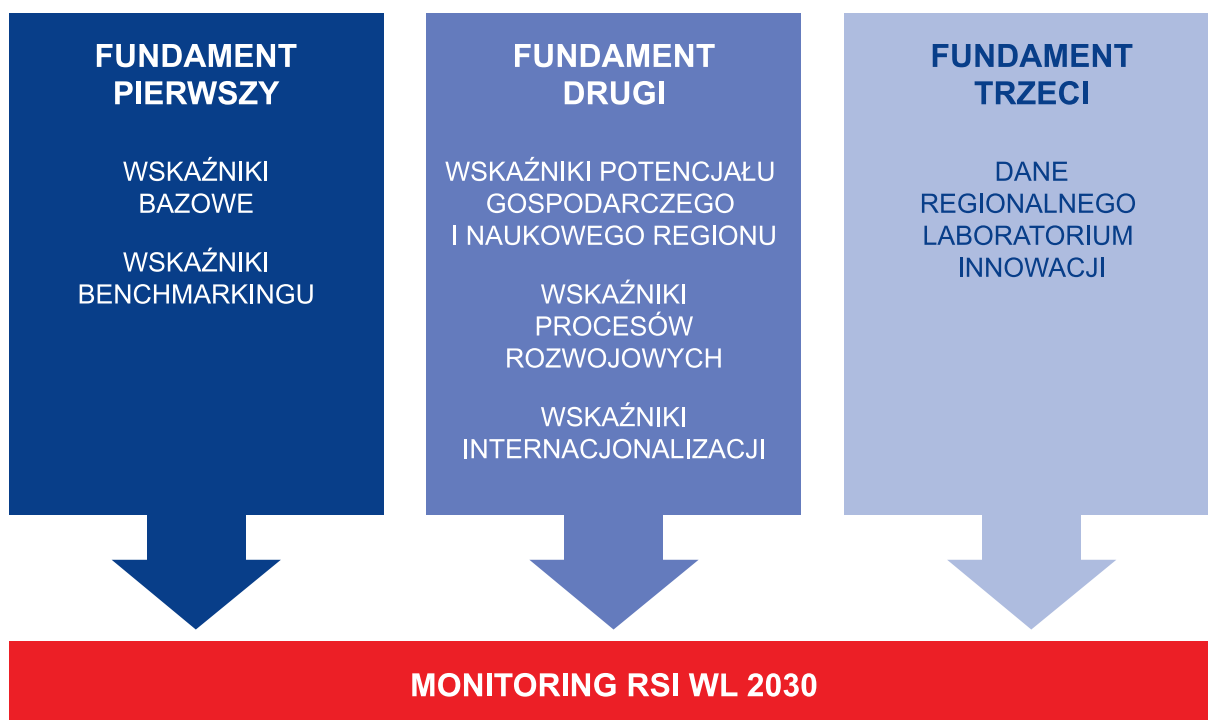 FUNDAMENT
PIERWSZY
WSKAŹNIKI
BAZOWE
WSKAŹNIKI
BENCHMARKINGU
FUNDAMENT
DRUGI
WSKAŹNIKI POTENCJAŁU
GOSPODARCZEGO
I NAUKOWEGO REGIONU
WSKAŹNIKI
PROCESÓW
ROZWOJOWYCH
WSKAŹNIKI
INTERNACJONALIZACJI
FUNDAMENT
TRZECI
DANE
REGIONALNEGO
LABORATORIUM
INNOWACJI
MONITORING RSI WL 2030